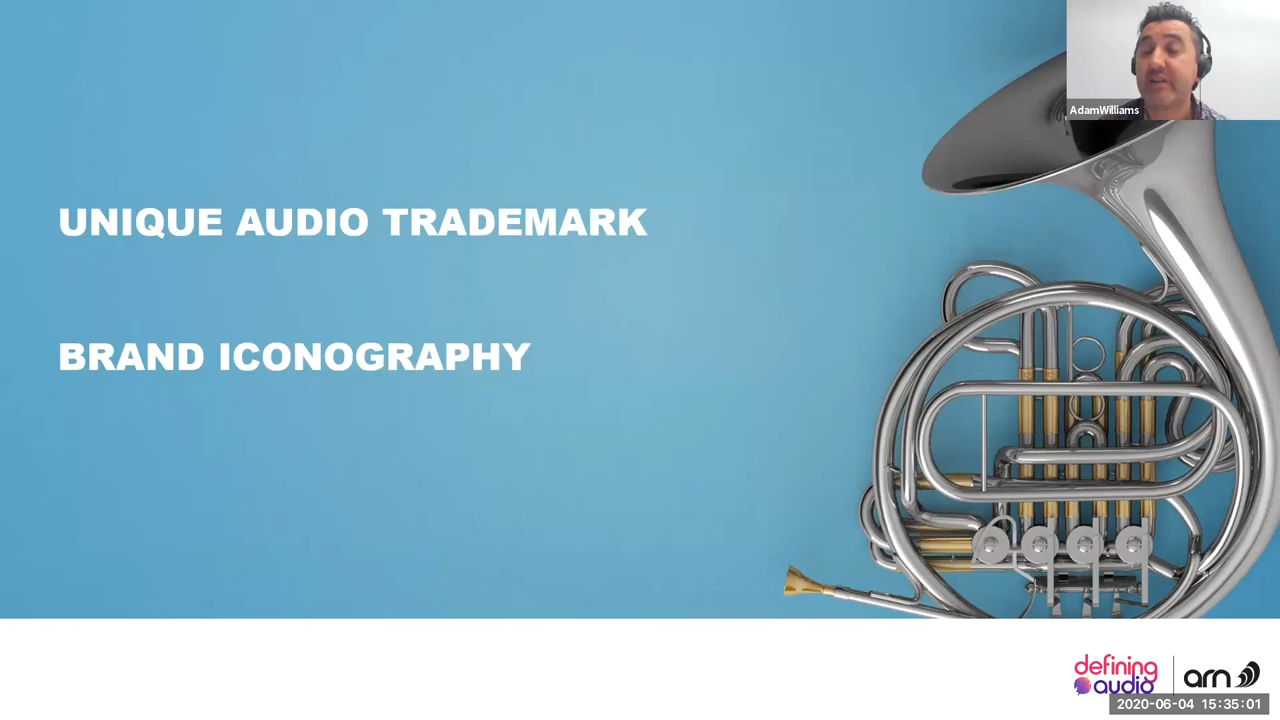 AdamWilliams
UNIQUE AUDIO TRADEMARK
BRAND ICONOGRAPHY
defining
audio
arn
2020-06-04 15:35:01